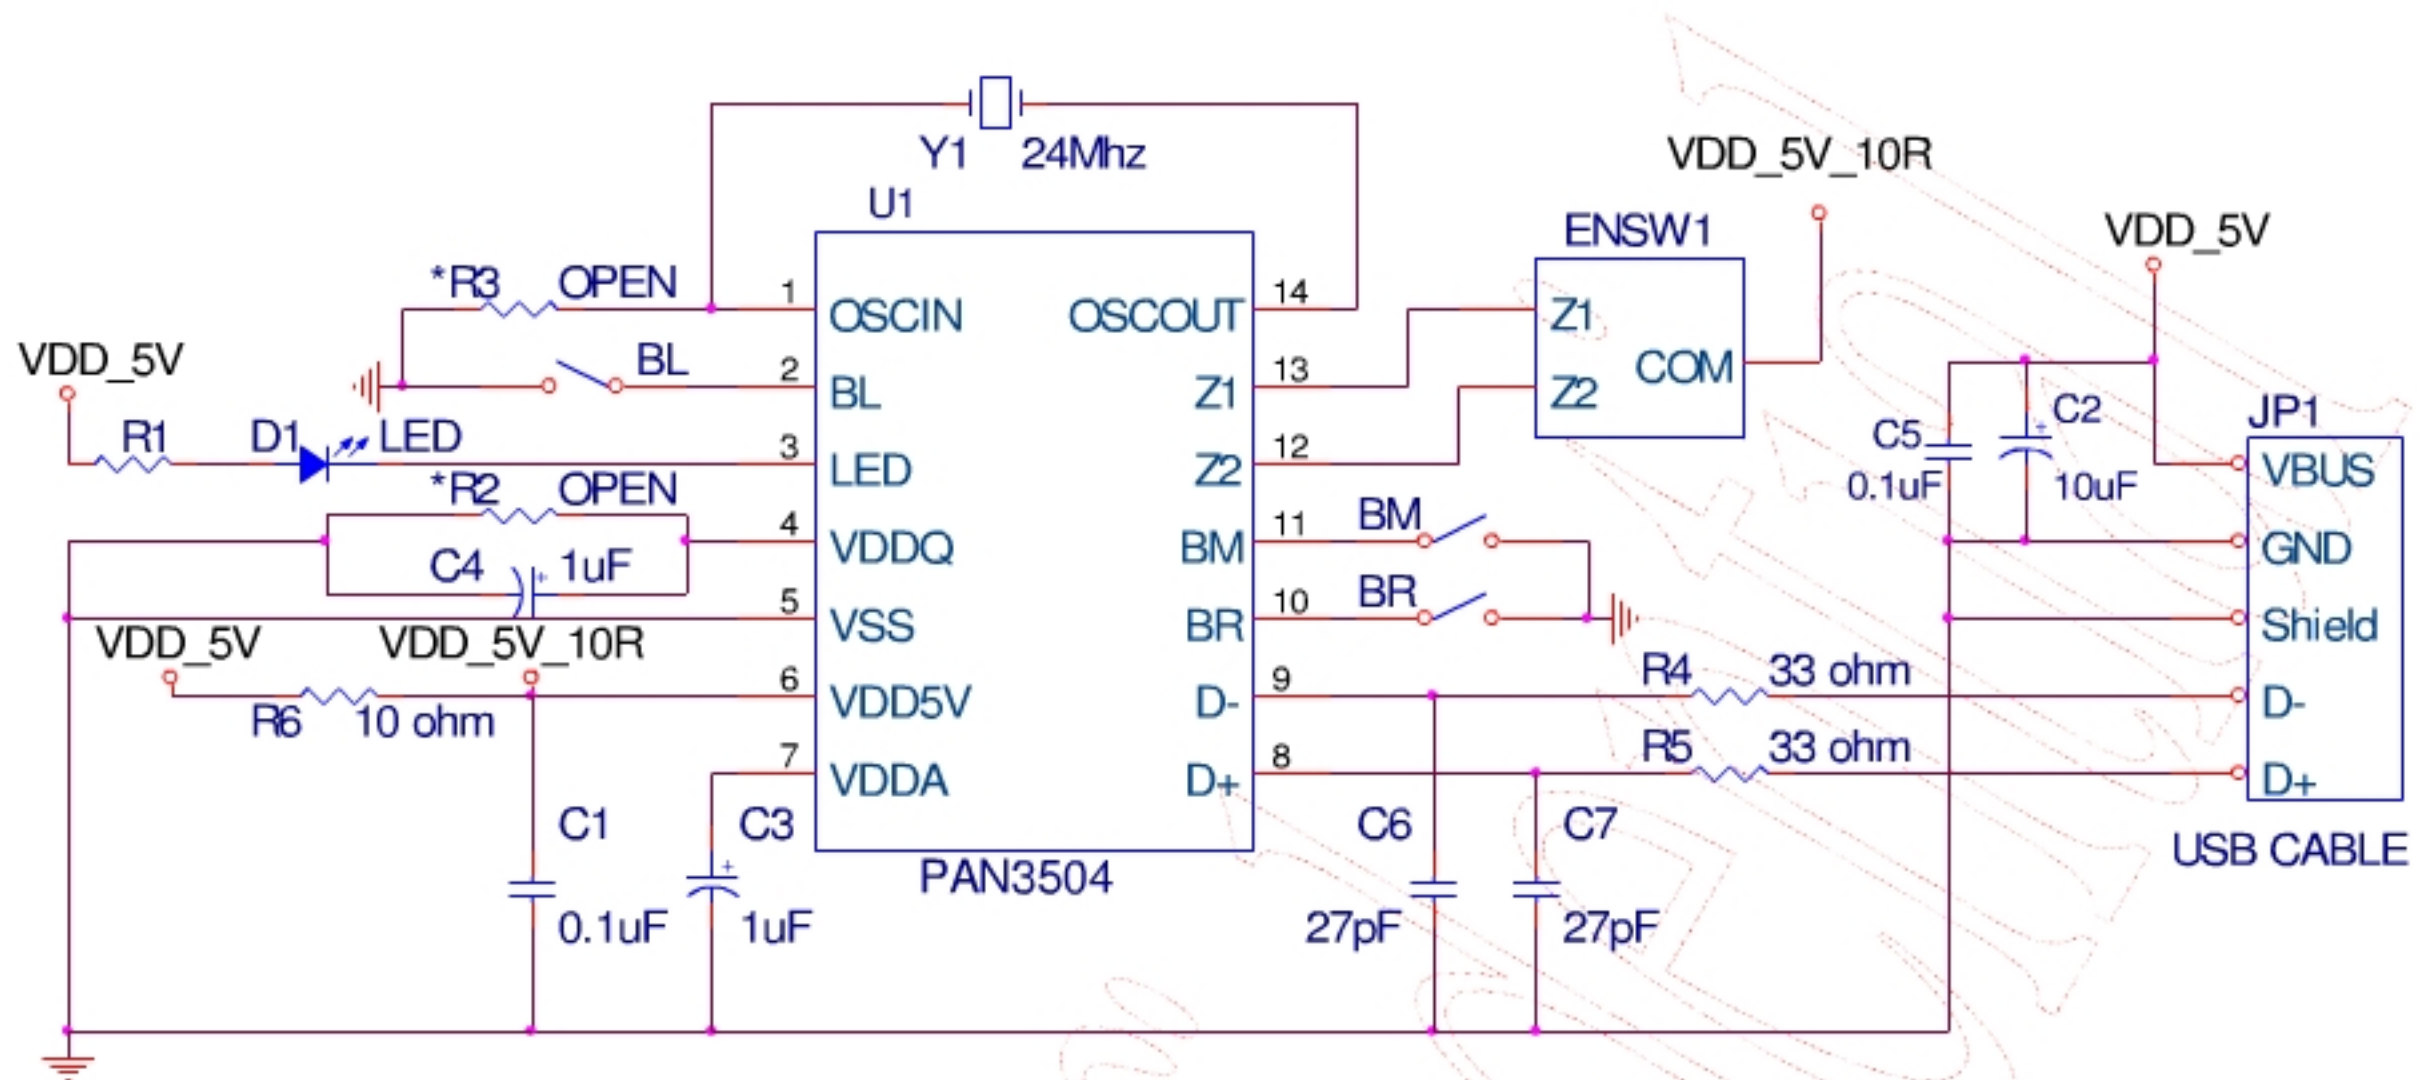 Y1 24Mhz
VDD_5V_10R
U1
ENSW1
VDD_5V
*R3 OPEN
1 OSCIN
OSCOUT 14
Z1
VDD_5V
BL
2 BL
Z1 13
COM
Z2
C5
0.1uF
C2
10uF
JP1
R1 D1 LED
3 LED
Z2 12
VBUS
*R2 OPEN
4 VDDQ
BM 11
BM
GND
C4 1uF
5 VSS
BR 10
BR
Shield
VDD_5V
VDD_5V_10R
R6 10 ohm
6 VDD5V
D- 9
R4 33 ohm
D-
7 VDDA
D+ 8
R5 33 ohm
D+
C1
0.1uF
C3
1uF
PAN3504
C6
27pF
C7
27pF
USB CABLE